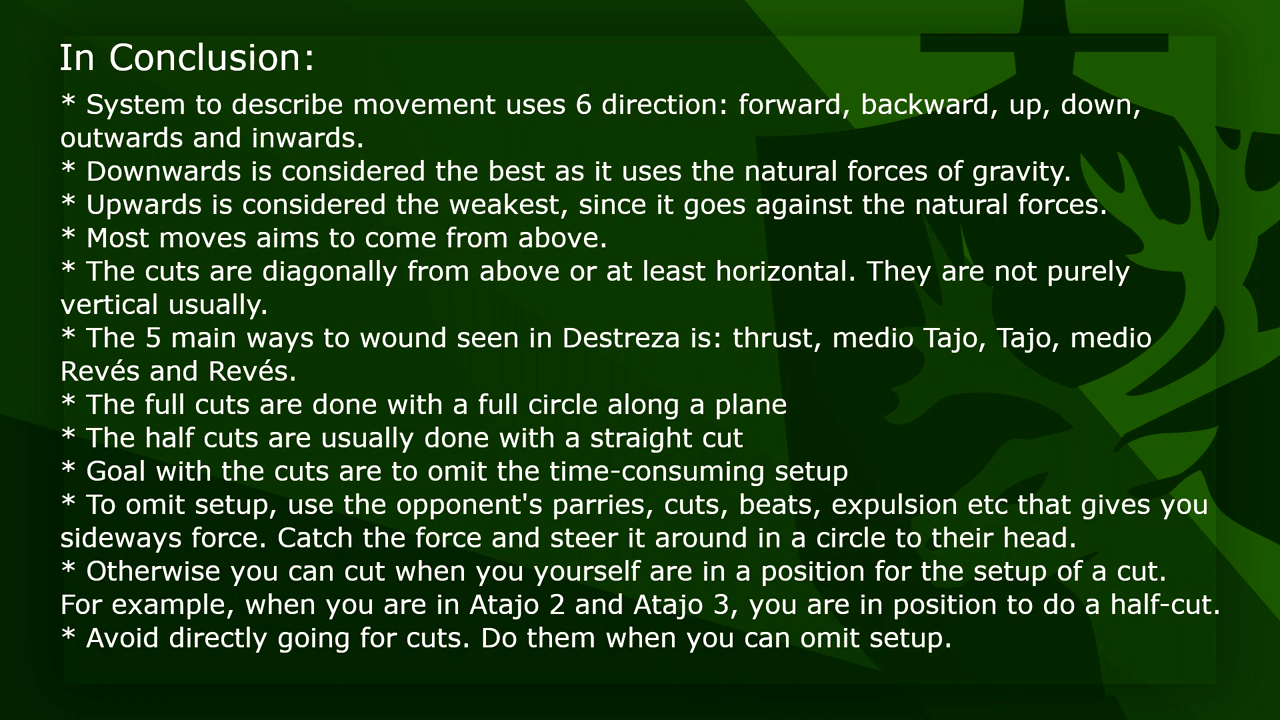 In Conclusion:
* System to describe movement uses 6 direction: forward, backward, up, down,
outwards and inwards.
* Downwards is considered the best as it uses the natural forces of gravity.
* Upwards is considered the weakest, since it goes against the natural forces.
* Most moves aims to come from above.
* The cuts are diagonally from above or at least horizontal. They are not purely
vertical usually.
* The 5 main ways to wound seen in Destreza is: thrust, medio Tajo, Tajo, medio
Revés and Revés.
* The full cuts are done with a full circle along a plane
* The half cuts are usually done with a straight cut
* Goal with the cuts are to omit the time-consuming setup
* To omit setup, use the opponent's parries, cuts, beats, expulsion etc that gives you
sideways force. Catch the force and steer it around in a circle to their head.
* Otherwise you can cut when you yourself are in a position for the setup of a cut.
For example, when you are in Atajo 2 and Atajo 3, you are in position to do a half-cut.
* Avoid directly going for cuts. Do them when you can omit setup.